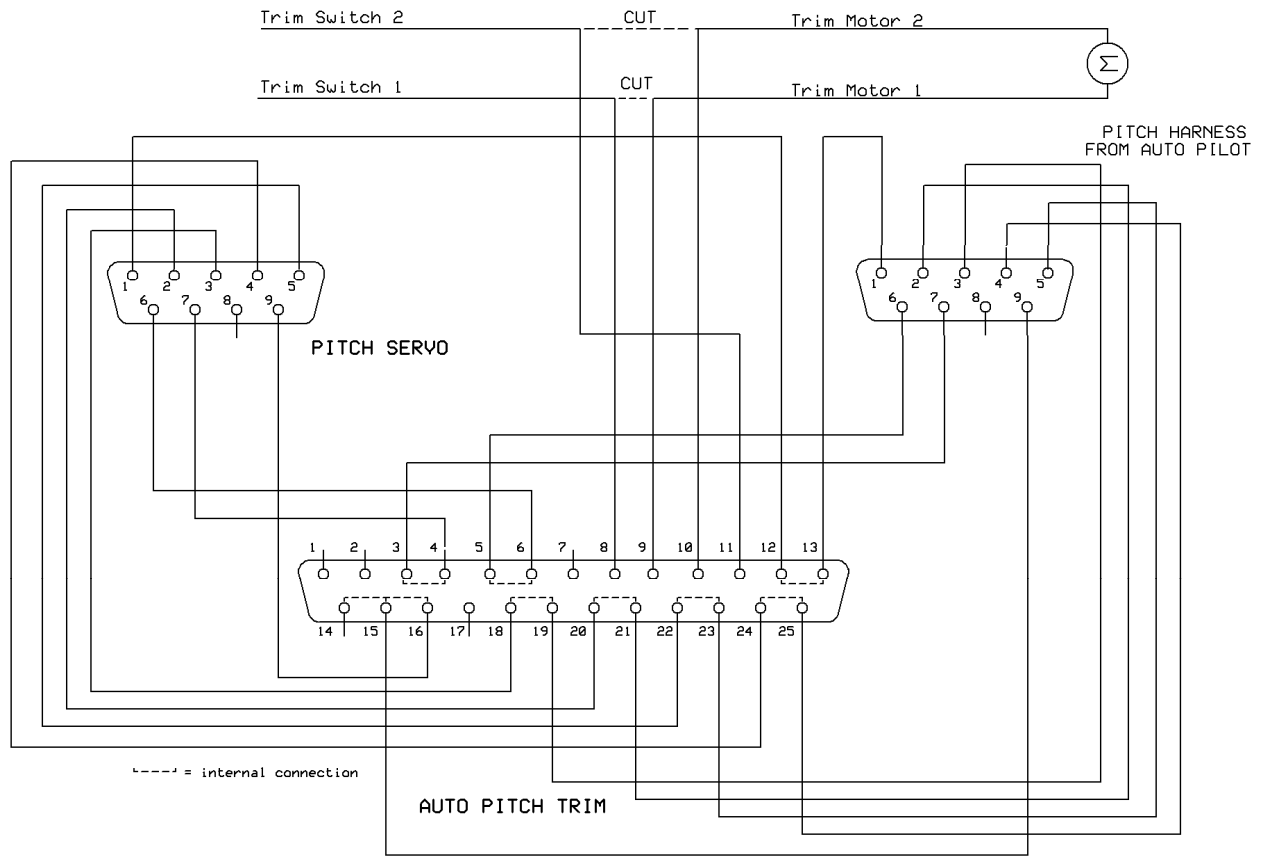 Trim Switch 2
CUT
Trim Motor 2
Σ
Trim Switch 1
CUT
Trim Motor 1
PITCH HARNESS
FROM AUTO PILOT
1 2 3 4 5
6 7 8 9
PITCH SERVO
1 2 3 4 5
6 7 8 9
1 2 3 4 5 6 7 8 9 10 11 12 13
14 15 16 17 18 19 20 21 22 23 24 25
= internal connection
AUTO PITCH TRIM